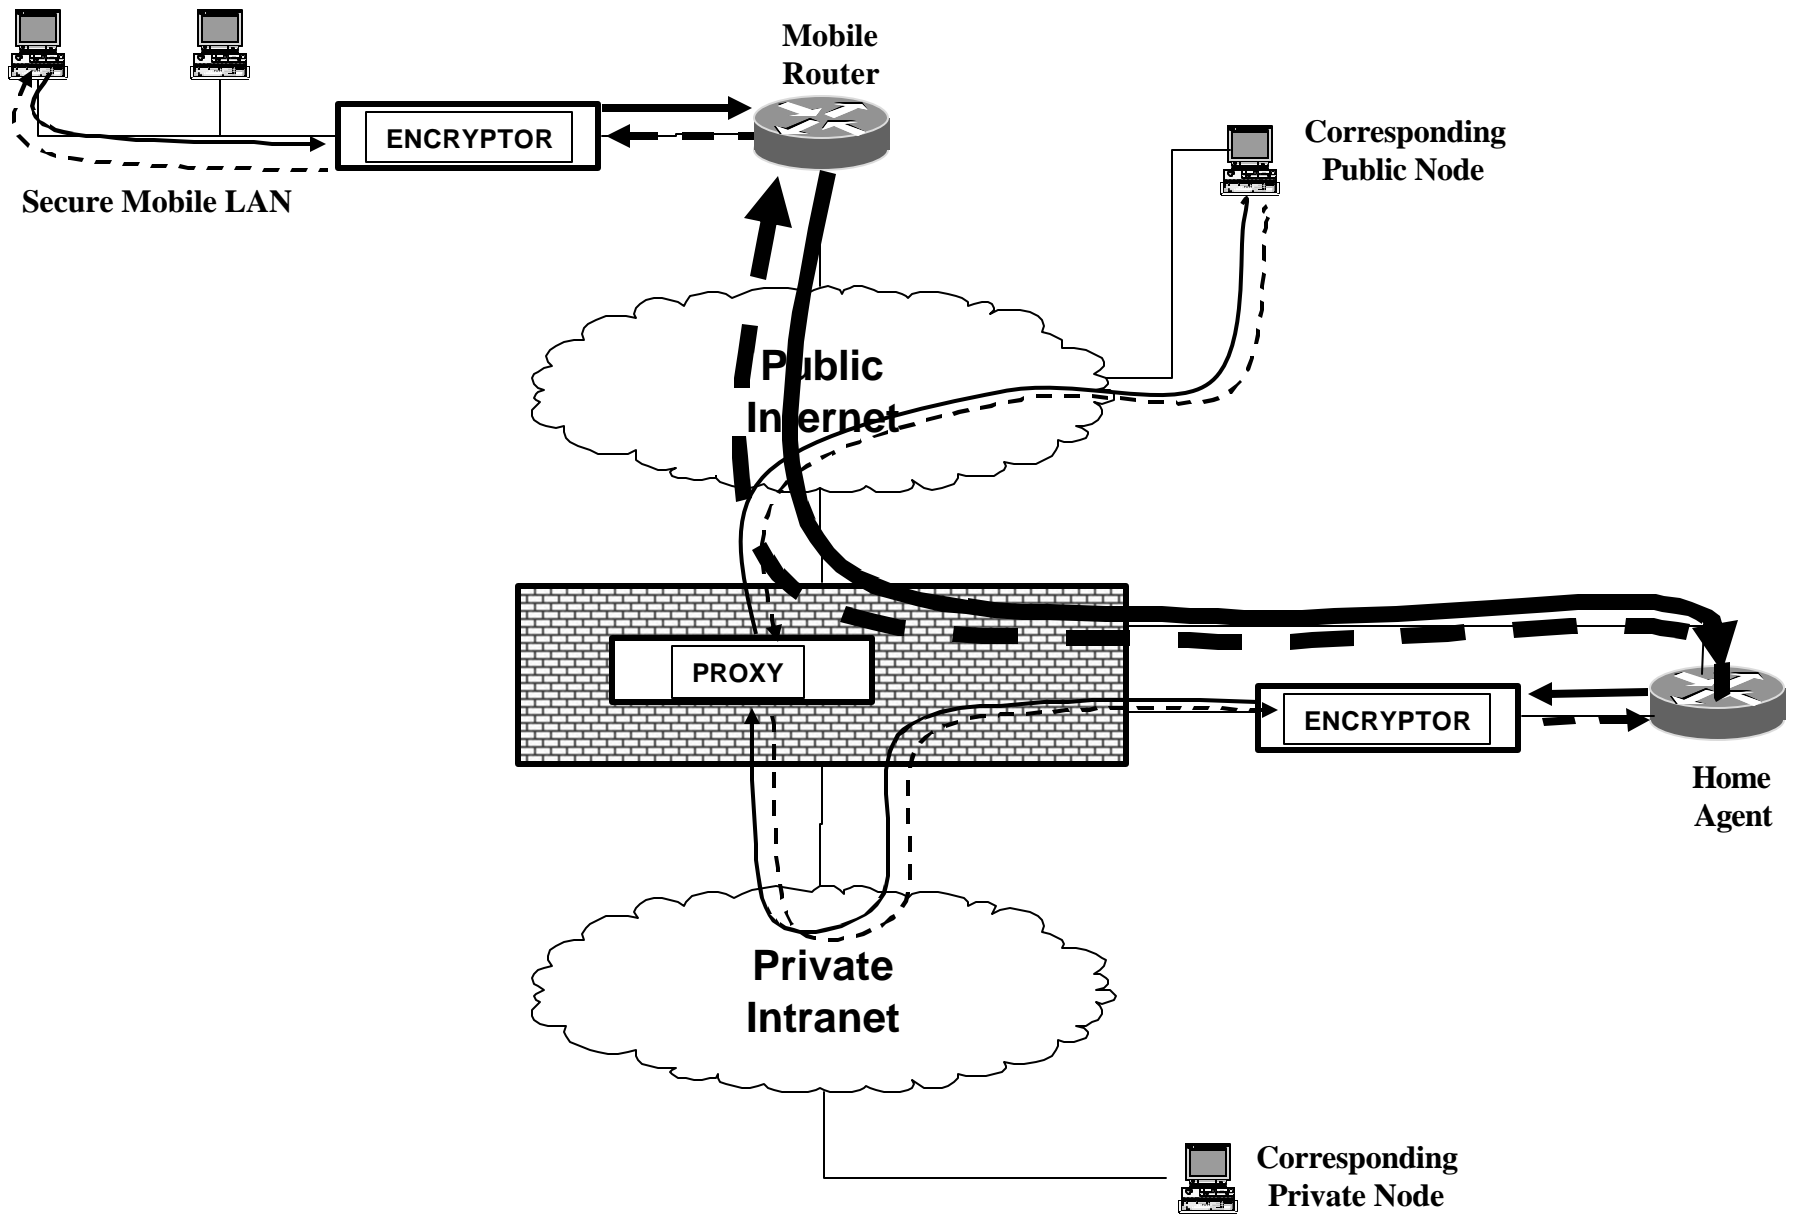 Mobile
Router
ENCRYPTOR
Corresponding
Public Node
Secure Mobile LAN
Public
Internet
PROXY
ENCRYPTOR
Home
Agent
Private
Intranet
Corresponding
Private Node